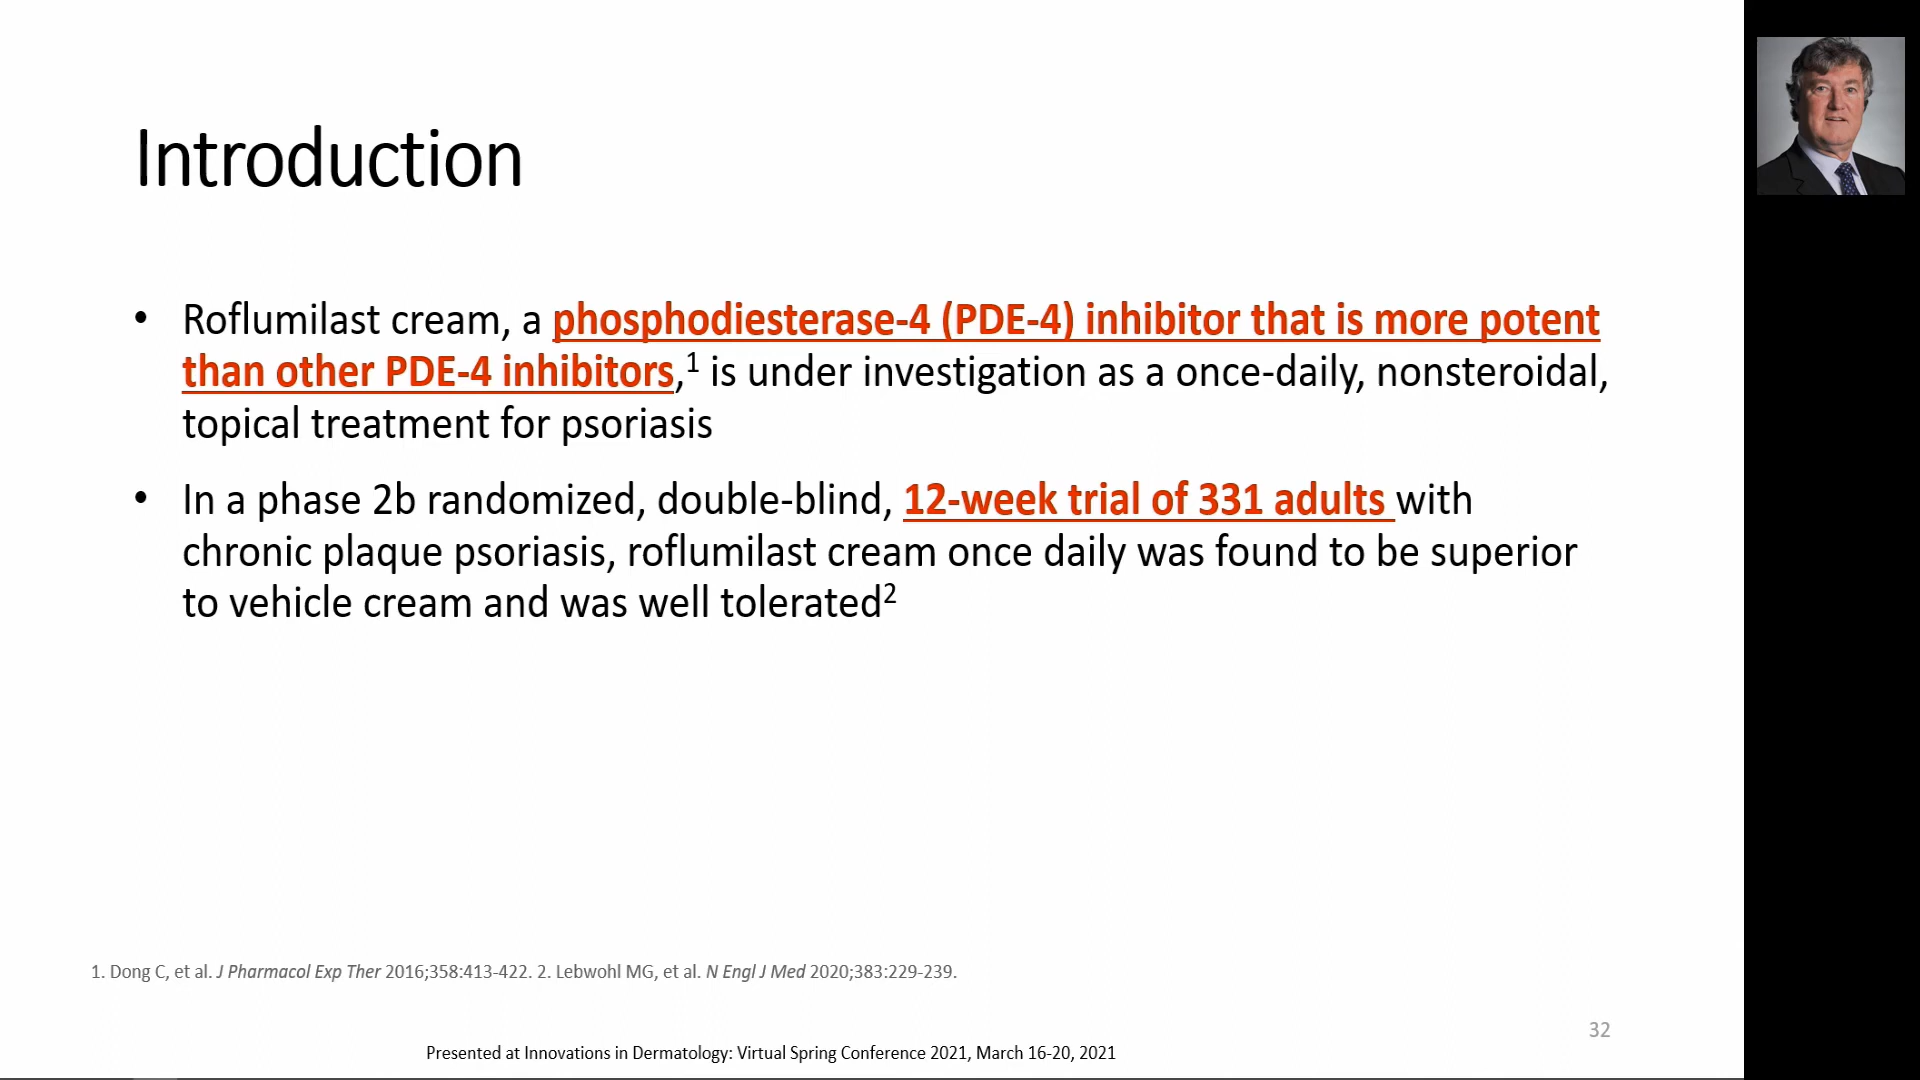 Introduction
• Roflumilast cream, a phosphodiesterase-4 (PDE-4) inhibitor that is more potent
than other PDE-4 inhibitors,¹ is under investigation as a once-daily, nonsteroidal,
topical treatment for psoriasis
• In a phase 2b randomized, double-blind, 12-week trial of 331 adults with
chronic plaque psoriasis, roflumilast cream once daily was found to be superior
to vehicle cream and was well tolerated²
1. Dong C, et al. J Pharmacol Exp Ther 2016;358:413-422. 2. Lebwohl MG, et al. N Engl J Med 2020;383:229-239.
32
Presented at Innovations in Dermatology: Virtual Spring Conference 2021, March 16-20, 2021